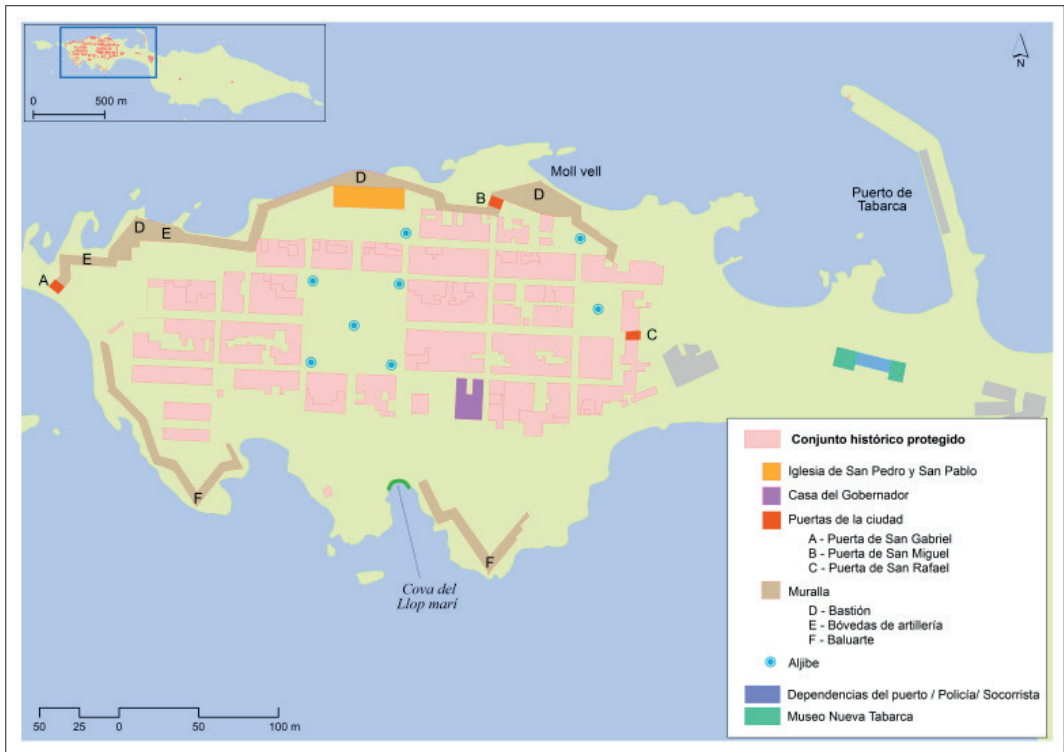 0 500 m
N
Moll vell
Puerto de
Tabarca
D
B
D
D
E
E
A
C
F
F
Cova del
Llop marí
Conjunto histórico protegido
Iglesia de San Pedro y San Pablo
Casa del Gobernador
Puertas de la ciudad
A - Puerta de San Gabriel
B - Puerta de San Miguel
C - Puerta de San Rafael
Muralla
D - Bastión
E - Bóvedas de artillería
F - Baluarte
Aljibe
Dependencias del puerto / Policía/ Socorrista
Museo Nueva Tabarca
50 25 0 50 100 m